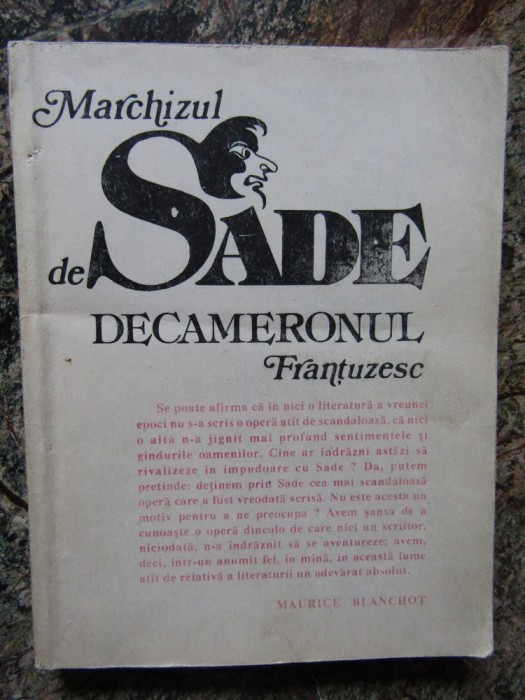 Marchizul
de SADE
DECAMERONUL
Franțuzesc
Se poate afirma că în nici o literatură a vreunei
epoci nu s-a scris o operă atît de scandaloasă, că nici
o alta n-a jignit mai profund sentimentele și
gîndurile oamenilor. Cine ar îndrăzni astăzi să
rivalizeze în impudoare cu Sade ? Da, putem
pretinde: deținem prin Sade cea mai scandaloasă
operă care a fost vreodată scrisă. Nu este acesta un
motiv pentru a ne preocupa ? Avem șansa de a
cunoaște o operă dincolo de care nici un scriitor,
niciodată, n-a îndrăznit să se aventureze; avem,
deci, într-un anumit fel, în mînă, în această lume
atît de relativă a literaturii un adevărat absolut.
MAURICE BLANCHOT